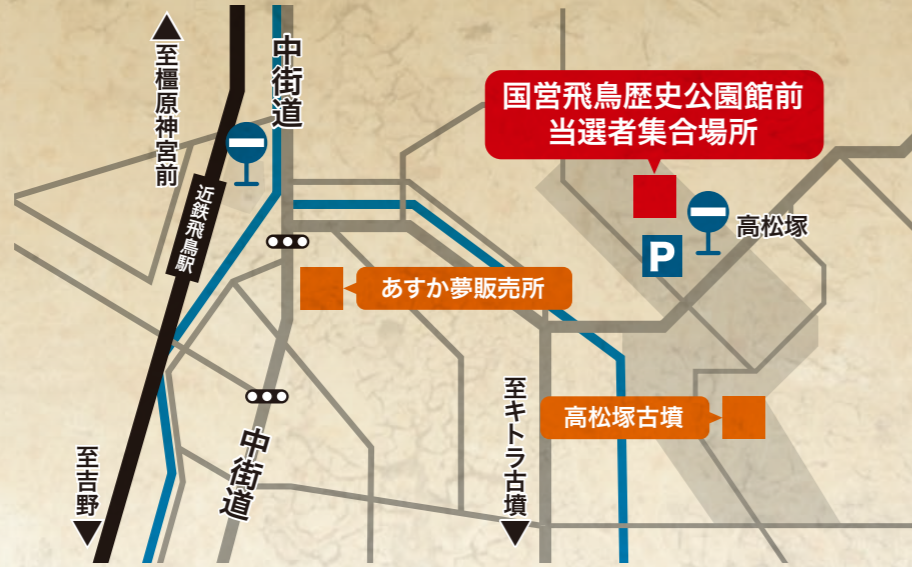 至橿原神宮前
中街道
国営飛鳥歴史公園館前
当選者集合場所
近鉄飛鳥駅
高松塚
P
あすか夢販売所
至キトラ古墳
高松塚古墳
中街道
至吉野